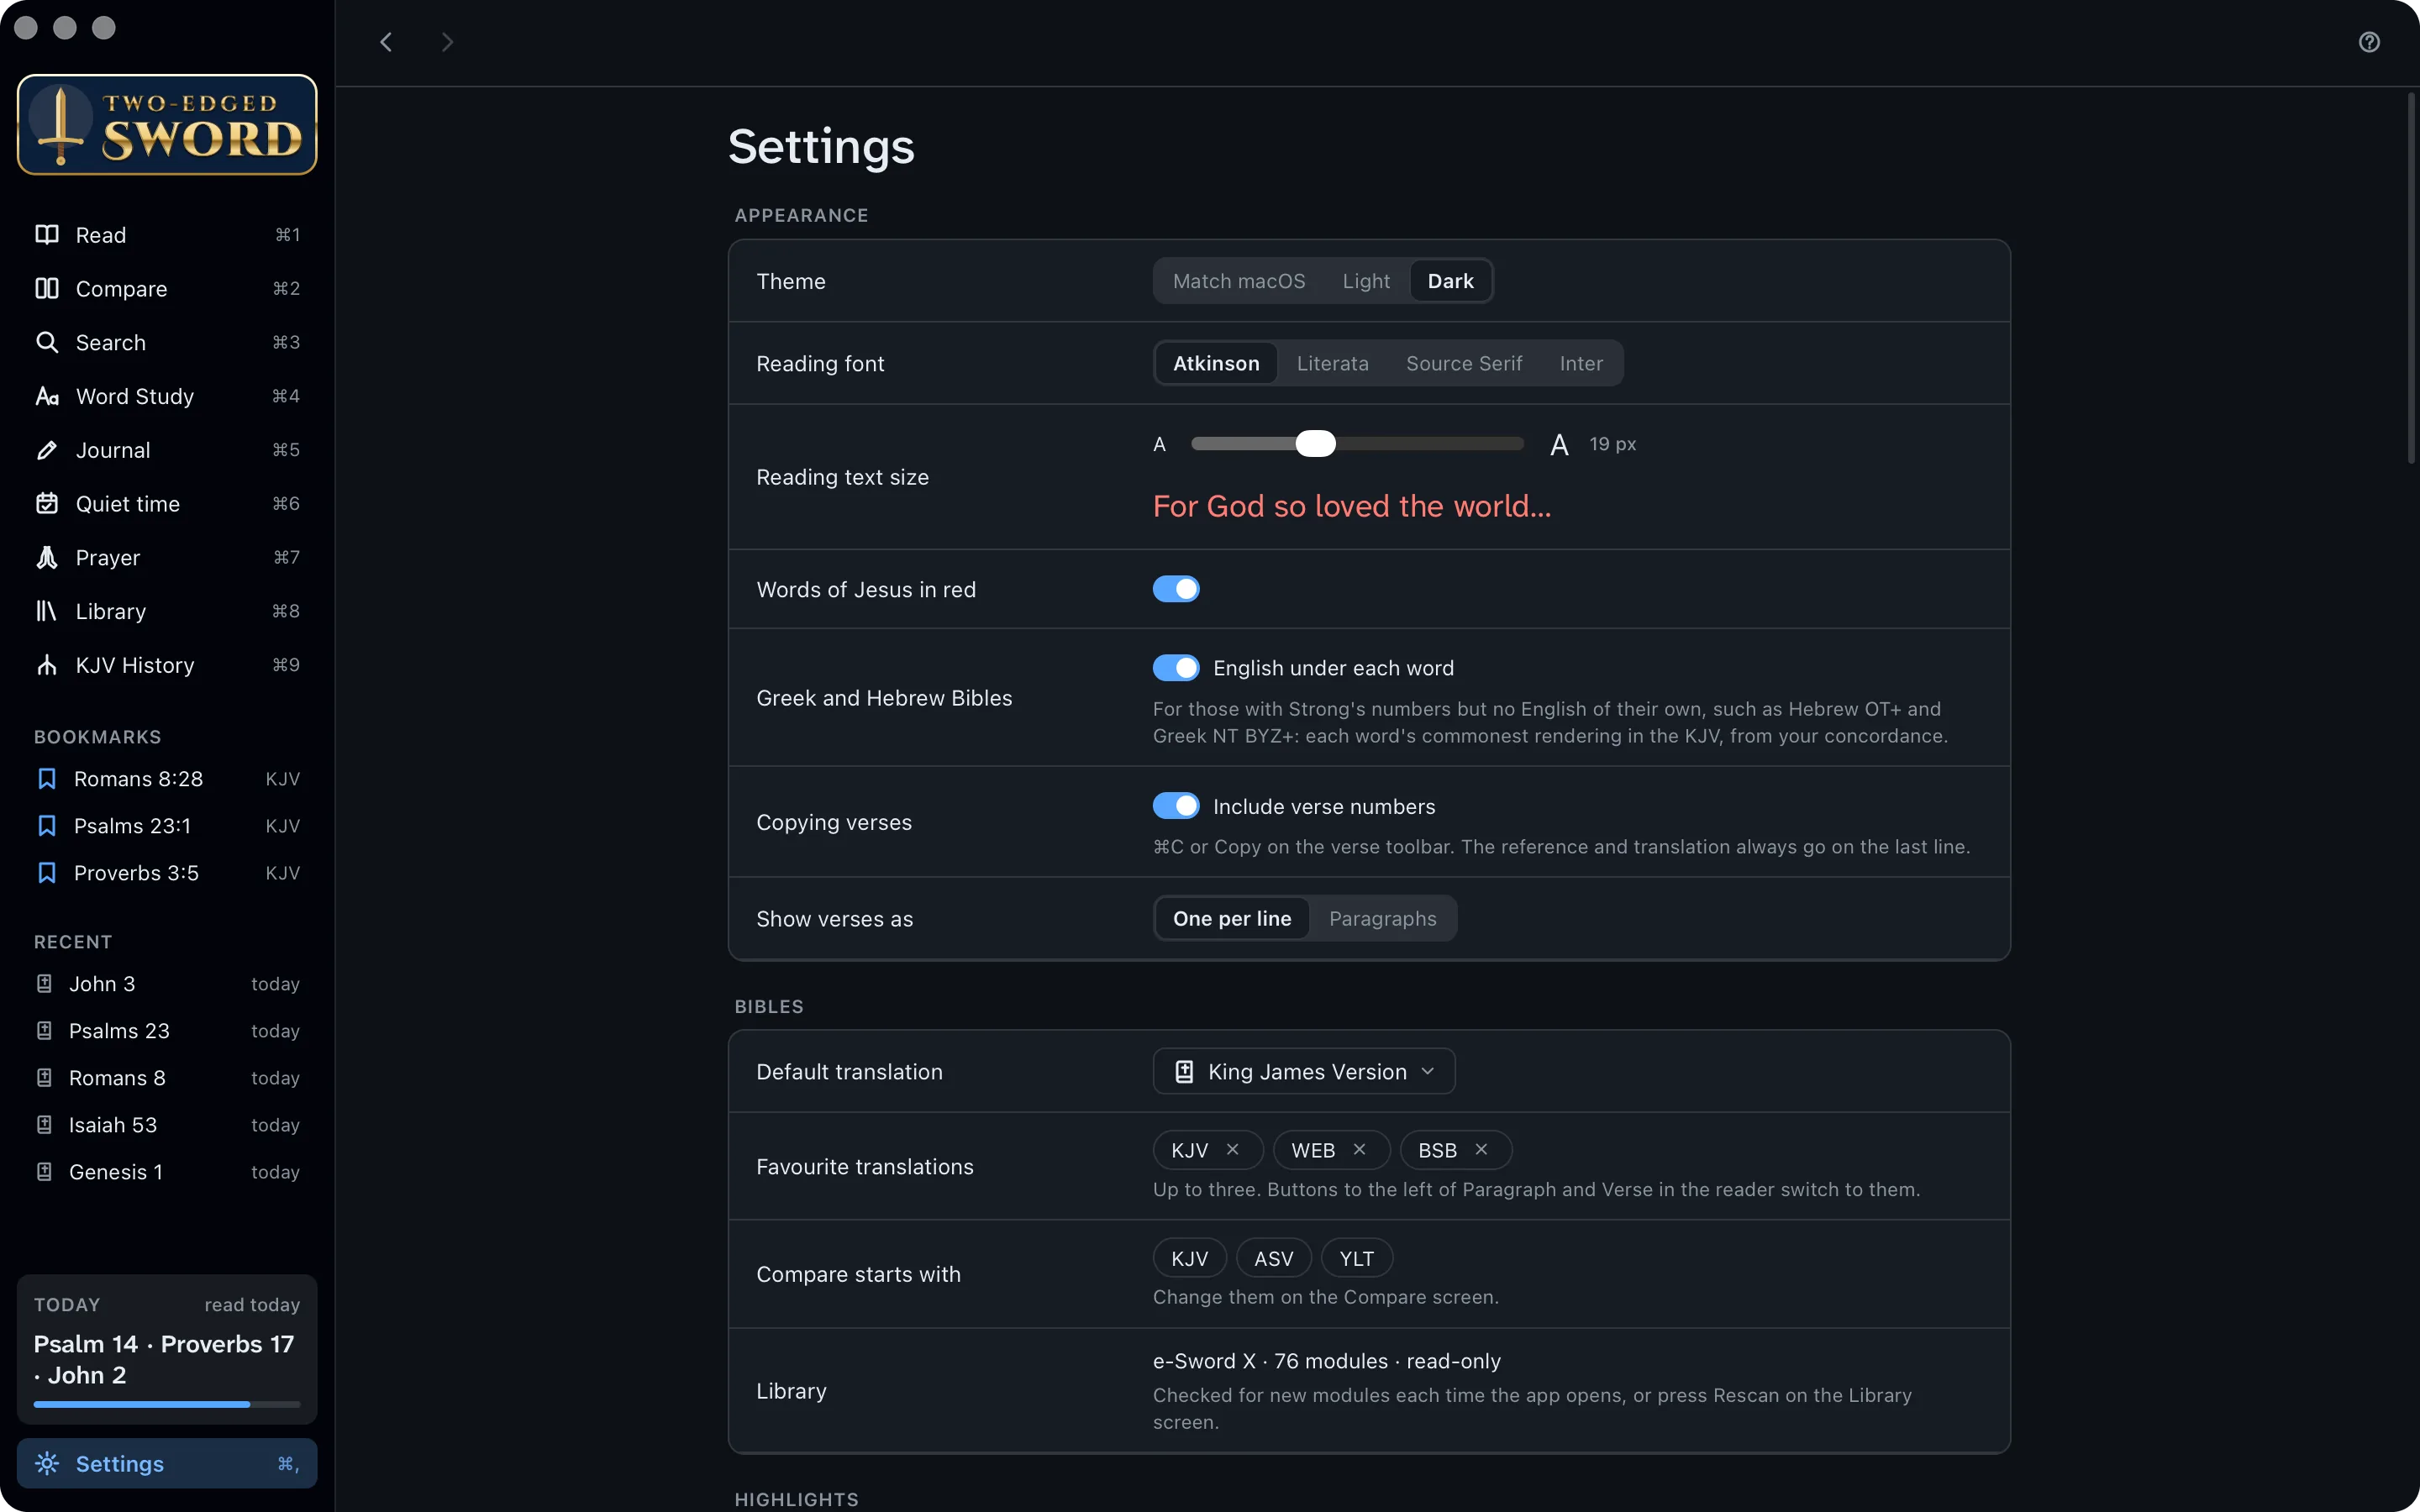 TWO-EDGED
SWORD
Read ⌘1
Compare ⌘2
Search ⌘3
Word Study ⌘4
Journal ⌘5
Quiet time ⌘6
Prayer ⌘7
Library ⌘8
KJV History ⌘9
BOOKMARKS
Romans 8:28 KJV
Psalms 23:1 KJV
Proverbs 3:5 KJV
RECENT
John 3 today
Psalms 23 today
Romans 8 today
Isaiah 53 today
Genesis 1 today
TODAY read today
Psalm 14 · Proverbs 17
· John 2
Settings ⌘,
Settings
APPEARANCE
Theme Match macOS Light Dark
Reading font Atkinson Literata Source Serif Inter
Reading text size A A 19 px
For God so loved the world...
Words of Jesus in red
Greek and Hebrew Bibles English under each word
For those with Strong's numbers but no English of their own, such as Hebrew OT+ and
Greek NT BYZ+: each word's commonest rendering in the KJV, from your concordance.
Copying verses Include verse numbers
⌘C or Copy on the verse toolbar. The reference and translation always go on the last line.
Show verses as One per line Paragraphs
BIBLES
Default translation King James Version
Favourite translations KJV × WEB × BSB ×
Up to three. Buttons to the left of Paragraph and Verse in the reader switch to them.
Compare starts with KJV ASV YLT
Change them on the Compare screen.
Library e-Sword X · 76 modules · read-only
Checked for new modules each time the app opens, or press Rescan on the Library
screen.
HIGHLIGHTS